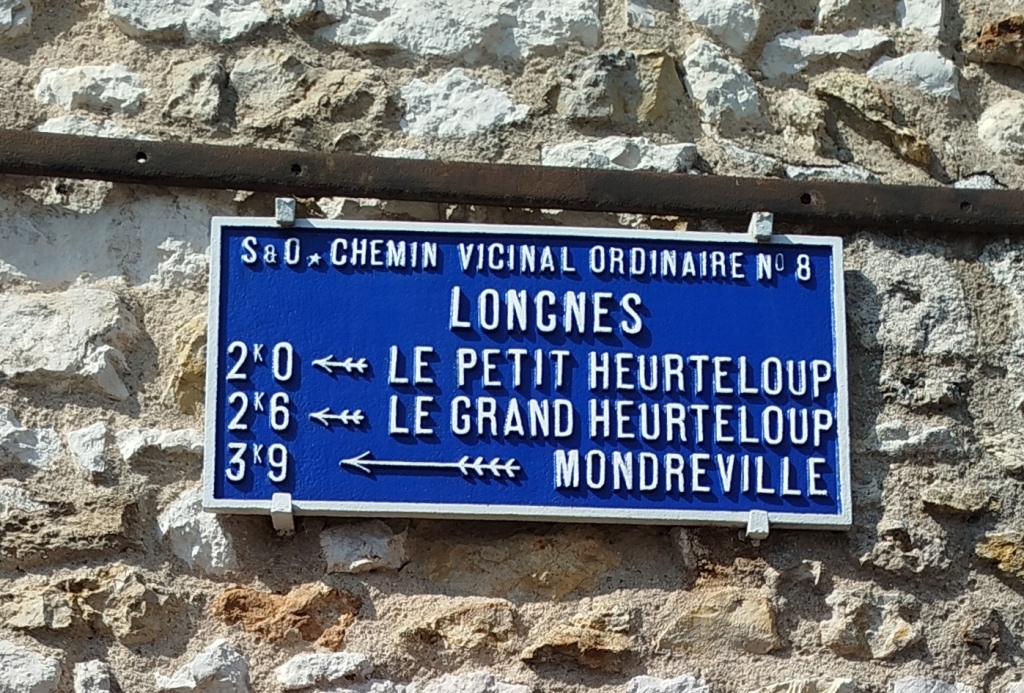 S&O ★ CHEMIN VICINAL ORDINAIRE Nº 8
LONGNES
2K0 ← LE PETIT HEURTELOUP
2K6 ← LE GRAND HEURTELOUP
3K9 ← MONDREVILLE